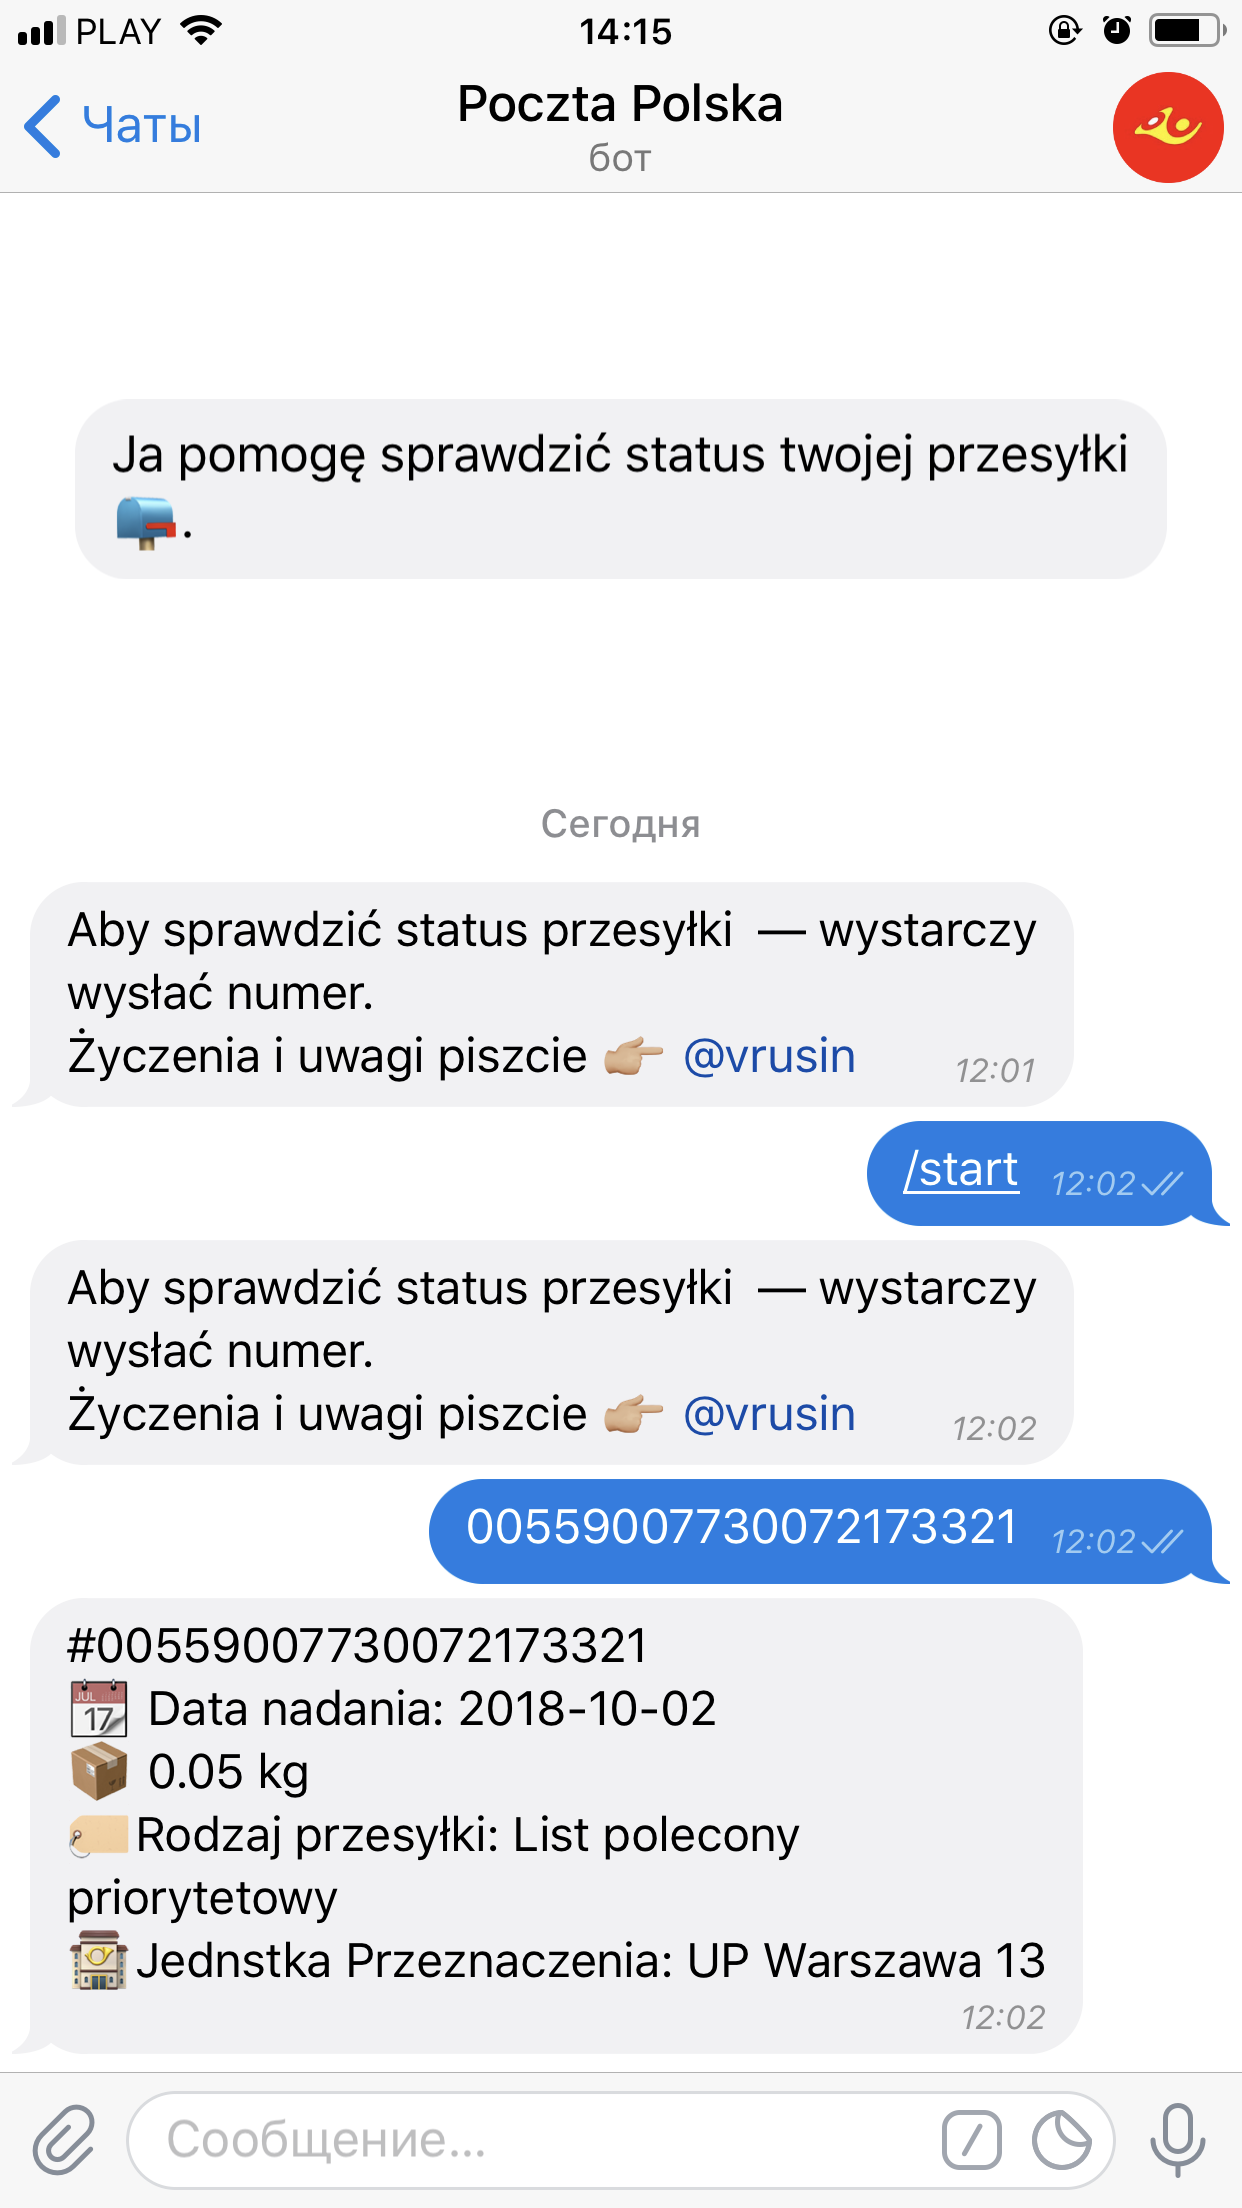 PLAY
14:15
Чаты
Poczta Polska
бот
Ja pomogę sprawdzić status twojej przesyłki
.
Сегодня
Aby sprawdzić status przesyłki — wystarczy
wysłać numer.
Życzenia i uwagi piszcie 👉🏼 @vrusin 12:01
/start 12:02
Aby sprawdzić status przesyłki — wystarczy
wysłać numer.
Życzenia i uwagi piszcie 👉🏼 @vrusin 12:02
00559007730072173321 12:02
#00559007730072173321
JUL 17 Data nadania: 2018-10-02
0.05 kg
Rodzaj przesyłki: List polecony
priorytetowy
Jednstka Przeznaczenia: UP Warszawa 13
12:02
Сообщение...